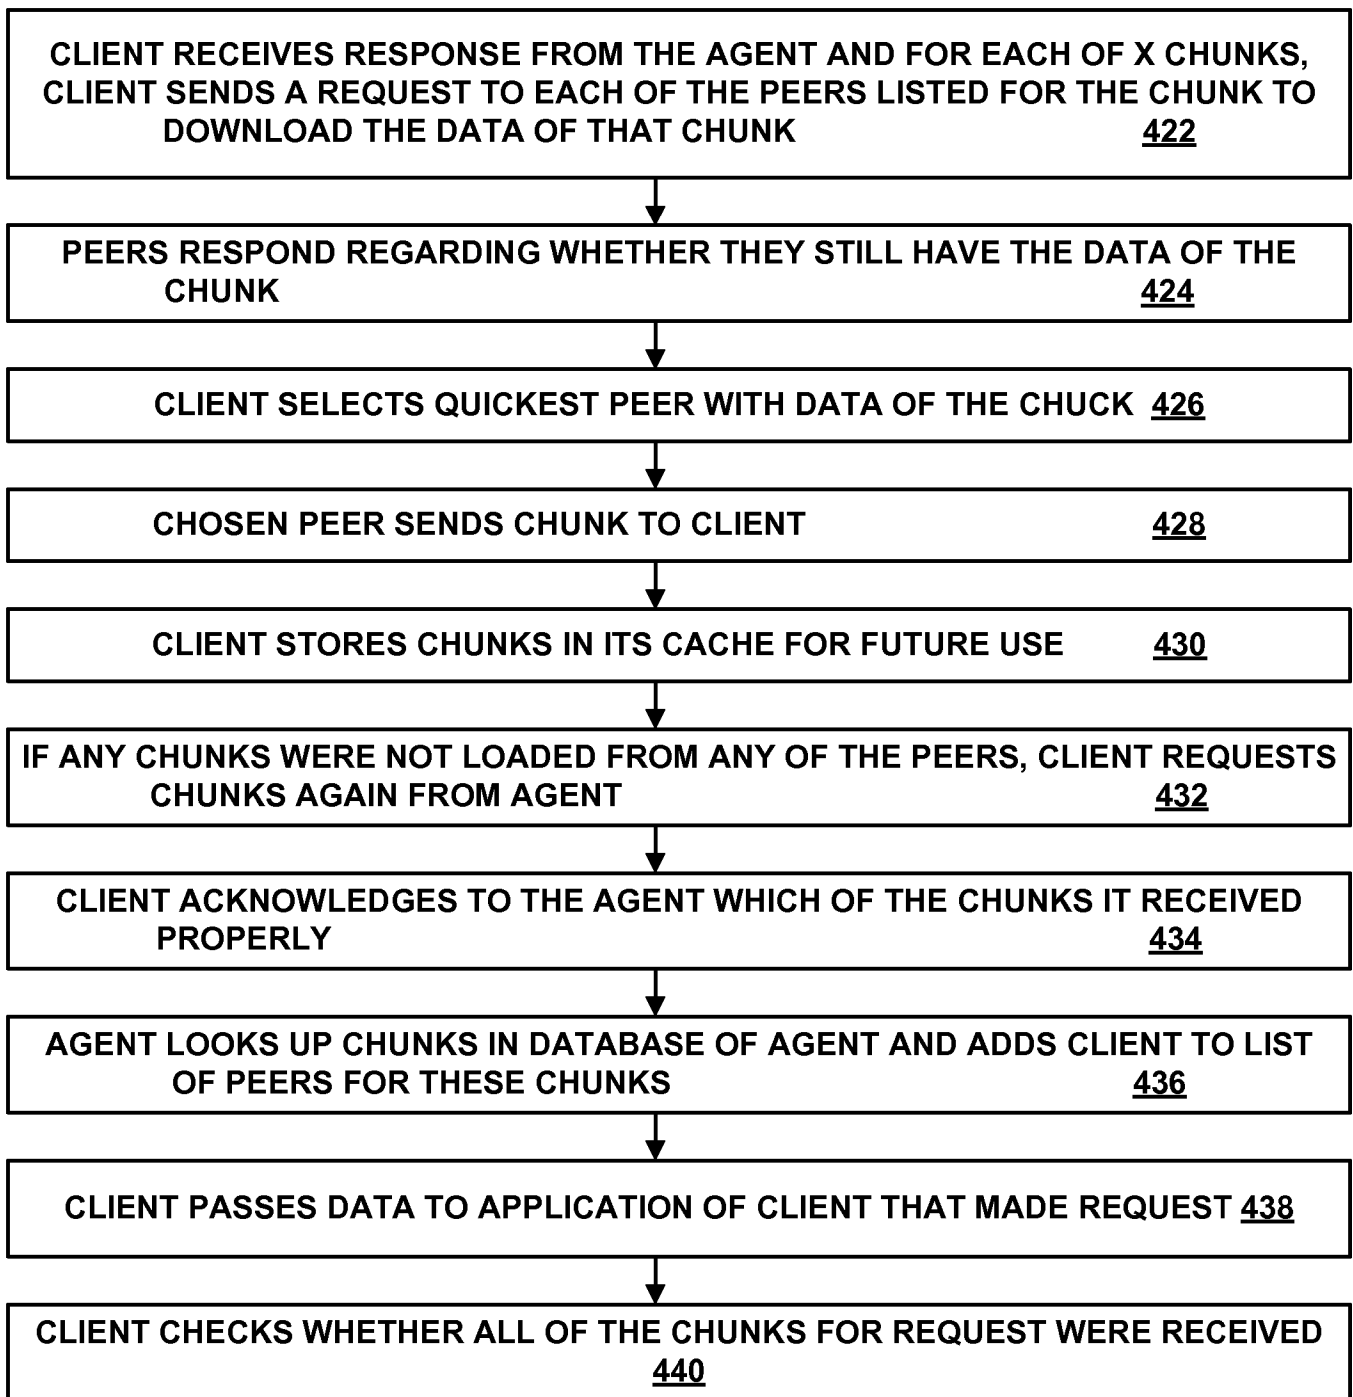 CLIENT RECEIVES RESPONSE FROM THE AGENT AND FOR EACH OF X CHUNKS,
CLIENT SENDS A REQUEST TO EACH OF THE PEERS LISTED FOR THE CHUNK TO
DOWNLOAD THE DATA OF THAT CHUNK 422
PEERS RESPOND REGARDING WHETHER THEY STILL HAVE THE DATA OF THE
CHUNK 424
CLIENT SELECTS QUICKEST PEER WITH DATA OF THE CHUCK 426
CHOSEN PEER SENDS CHUNK TO CLIENT 428
CLIENT STORES CHUNKS IN ITS CACHE FOR FUTURE USE 430
IF ANY CHUNKS WERE NOT LOADED FROM ANY OF THE PEERS, CLIENT REQUESTS
CHUNKS AGAIN FROM AGENT 432
CLIENT ACKNOWLEDGES TO THE AGENT WHICH OF THE CHUNKS IT RECEIVED
PROPERLY 434
AGENT LOOKS UP CHUNKS IN DATABASE OF AGENT AND ADDS CLIENT TO LIST
OF PEERS FOR THESE CHUNKS 436
CLIENT PASSES DATA TO APPLICATION OF CLIENT THAT MADE REQUEST 438
CLIENT CHECKS WHETHER ALL OF THE CHUNKS FOR REQUEST WERE RECEIVED
440